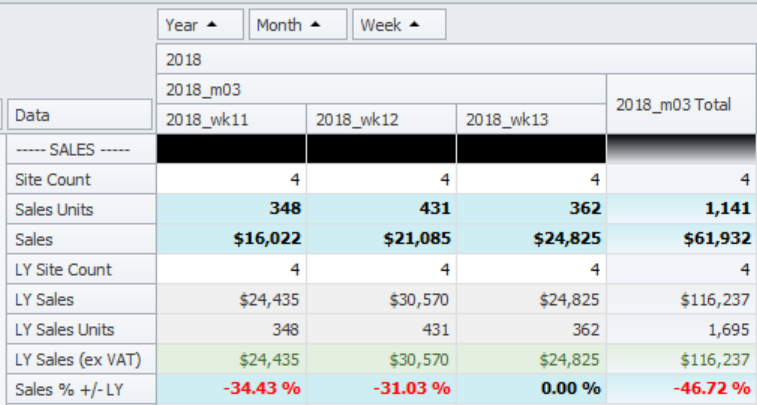 Year Month Week
2018
2018_m03
2018_m03 Total
Data 2018_wk11 2018_wk12 2018_wk13
----- SALES -----
Site Count 4 4 4 4
Sales Units 348 431 362 1,141
Sales $16,022 $21,085 $24,825 $61,932
LY Site Count 4 4 4 4
LY Sales $24,435 $30,570 $24,825 $116,237
LY Sales Units 348 431 362 1,695
LY Sales (ex VAT) $24,435 $30,570 $24,825 $116,237
Sales % +/- LY -34.43 % -31.03 % 0.00 % -46.72 %